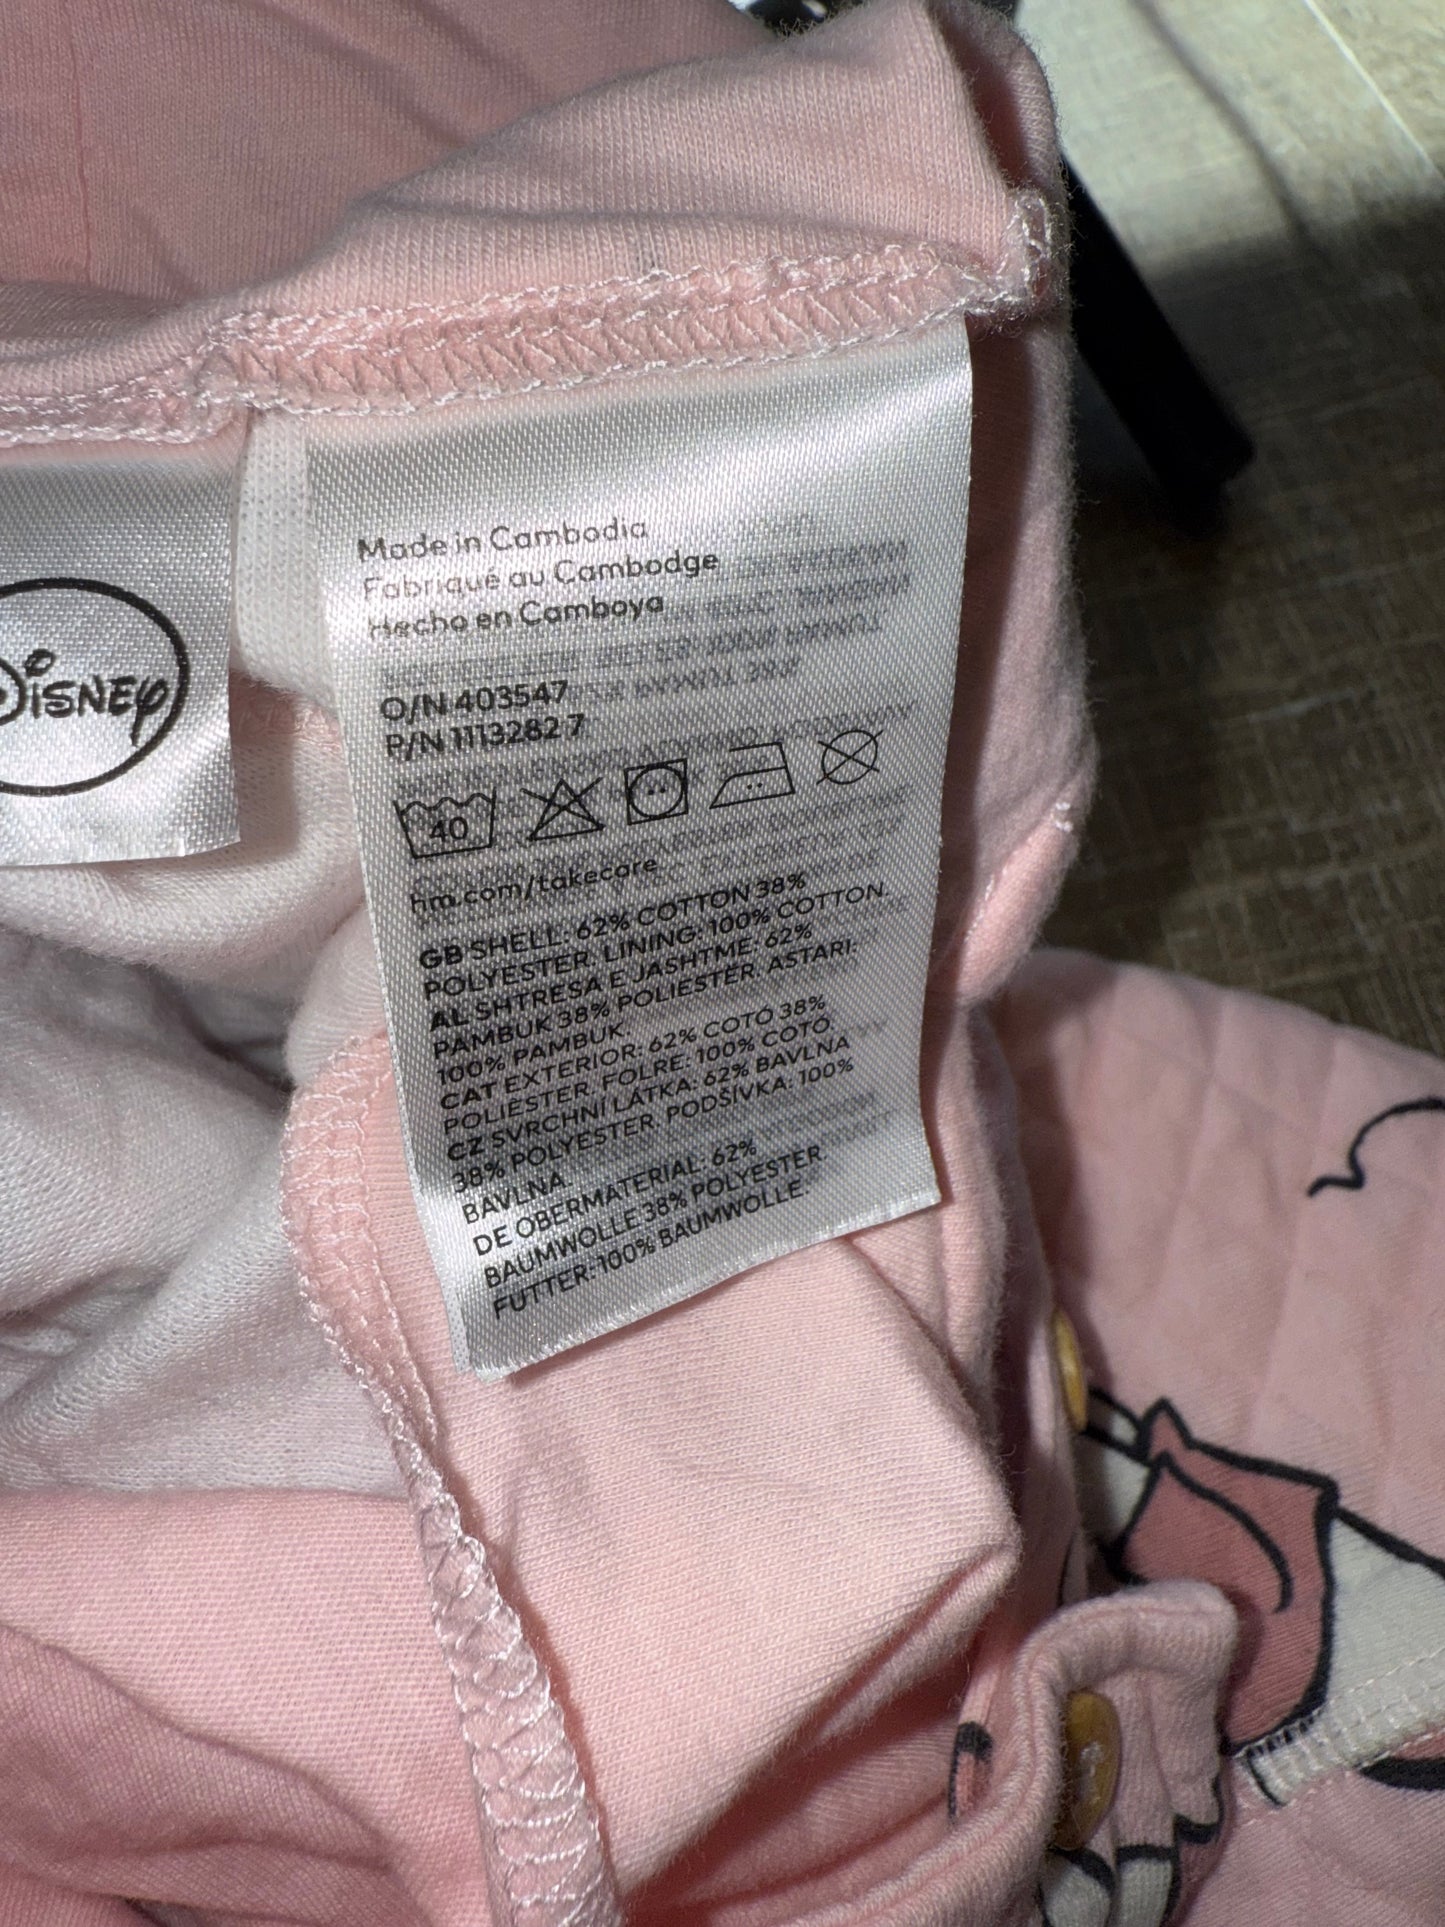 Disney
Made in Cambodia
Fabriqué au Cambodge
Hecho en Camboya
O/N 403547
P/N 1113282 7
40
hm.com/takecare
GB SHELL: 62% COTTON 38%
POLYESTER. LINING: 100% COTTON.
AL SHTRESA E JASHTME: 62%
PAMBUK 38% POLIESTER. ASTARI:
100% PAMBUK.
CAT EXTERIOR: 62% COTÓ 38%
POLIESTER. FOLRE: 100% COTÓ.
CZ SVRCHNÍ LÁTKA: 62% BAVLNA
38% POLYESTER. PODŠÍVKA: 100%
BAVLNA.
DE OBERMATERIAL: 62%
BAUMWOLLE 38% POLYESTER.
FUTTER: 100% BAUMWOLLE.